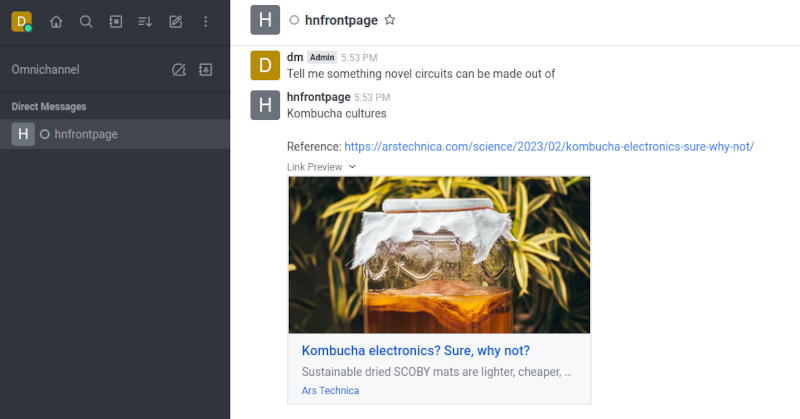 D
Omnichannel
Direct Messages
H hnfrontpage
H hnfrontpage
D dm Admin 5:53 PM
Tell me something novel circuits can be made out of
H hnfrontpage 5:53 PM
Kombucha cultures
Reference: https://arstechnica.com/science/2023/02/kombucha-electronics-sure-why-not/
Link Preview
Kombucha electronics? Sure, why not?
Sustainable dried SCOBY mats are lighter, cheaper, ...
Ars Technica